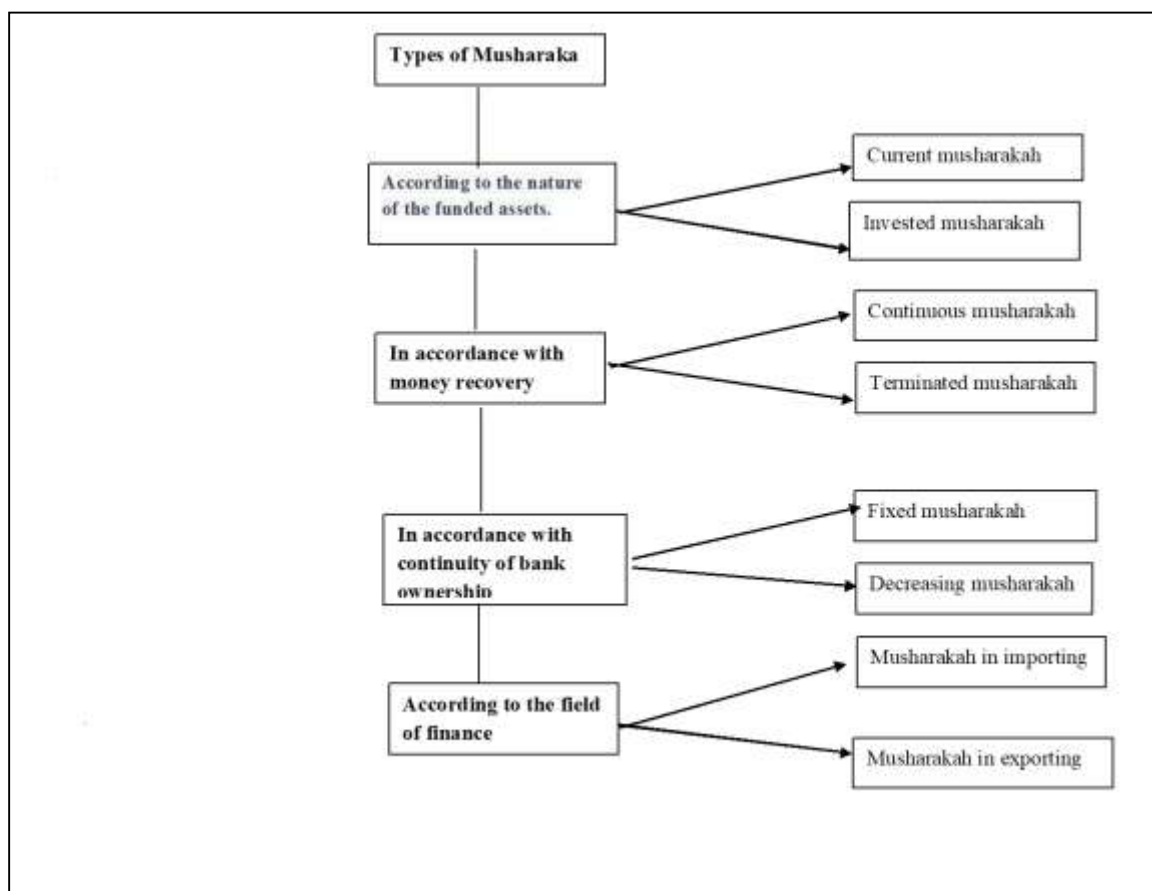 Types of Musharaka
According to the nature
of the funded assets.
Current musharakah
Invested musharakah
In accordance with
money recovery
Continuous musharakah
Terminated musharakah
In accordance with
continuity of bank
ownership
Fixed musharakah
Decreasing musharakah
According to the field
of finance
Musharakah in importing
Musharakah in exporting